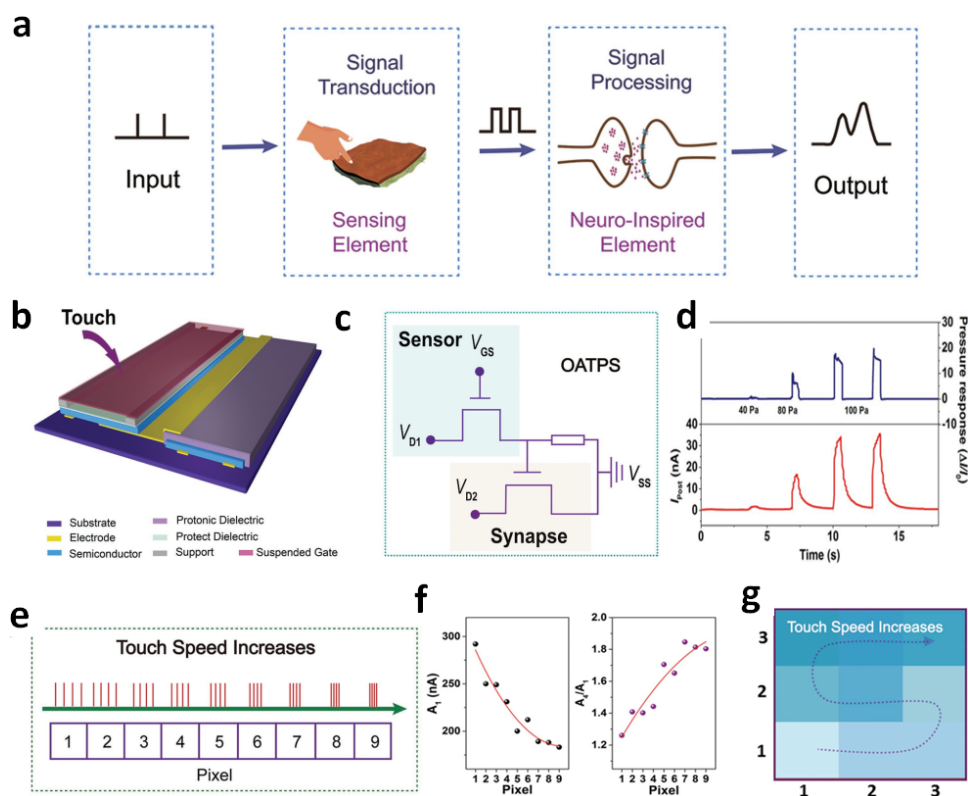 a
Input
Signal
Transduction
Sensing
Element
Signal
Processing
Neuro-Inspired
Element
Output
b
Touch
Substrate
Electrode
Semiconductor
Protonic Dielectric
Protect Dielectric
Support
Suspended Gate
c
Sensor
OATPS
VGS
VD1
VD2
VSS
Synapse
d
30
20
10
0
-10
Pressure response (ΔI/I0)
40 Pa
80 Pa
100 Pa
40
30
20
10
0
IPost (nA)
0
5
10
15
Time (s)
e
Touch Speed Increases
1 2 3 4 5 6 7 8 9
Pixel
f
300
250
200
A1 (nA)
1 2 3 4 5 6 7 8 9
Pixel
2.0
1.8
1.6
1.4
1.2
A4/A1
1 2 3 4 5 6 7 8 9
Pixel
g
Touch Speed Increases
3
2
1
1 2 3